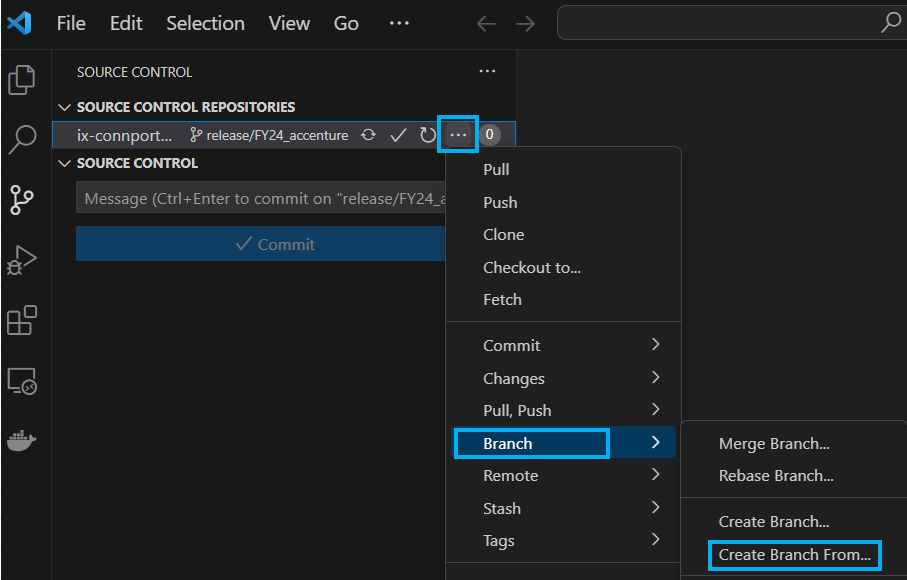 File Edit Selection View Go ...
SOURCE CONTROL ...
SOURCE CONTROL REPOSITORIES
ix-connport... release/FY24_accenture ... 0
SOURCE CONTROL
Message (Ctrl+Enter to commit on "release/FY24_a
Commit
Pull
Push
Clone
Checkout to...
Fetch
Commit
Changes
Pull, Push
Branch
Remote
Stash
Tags
Merge Branch...
Rebase Branch...
Create Branch...
Create Branch From...